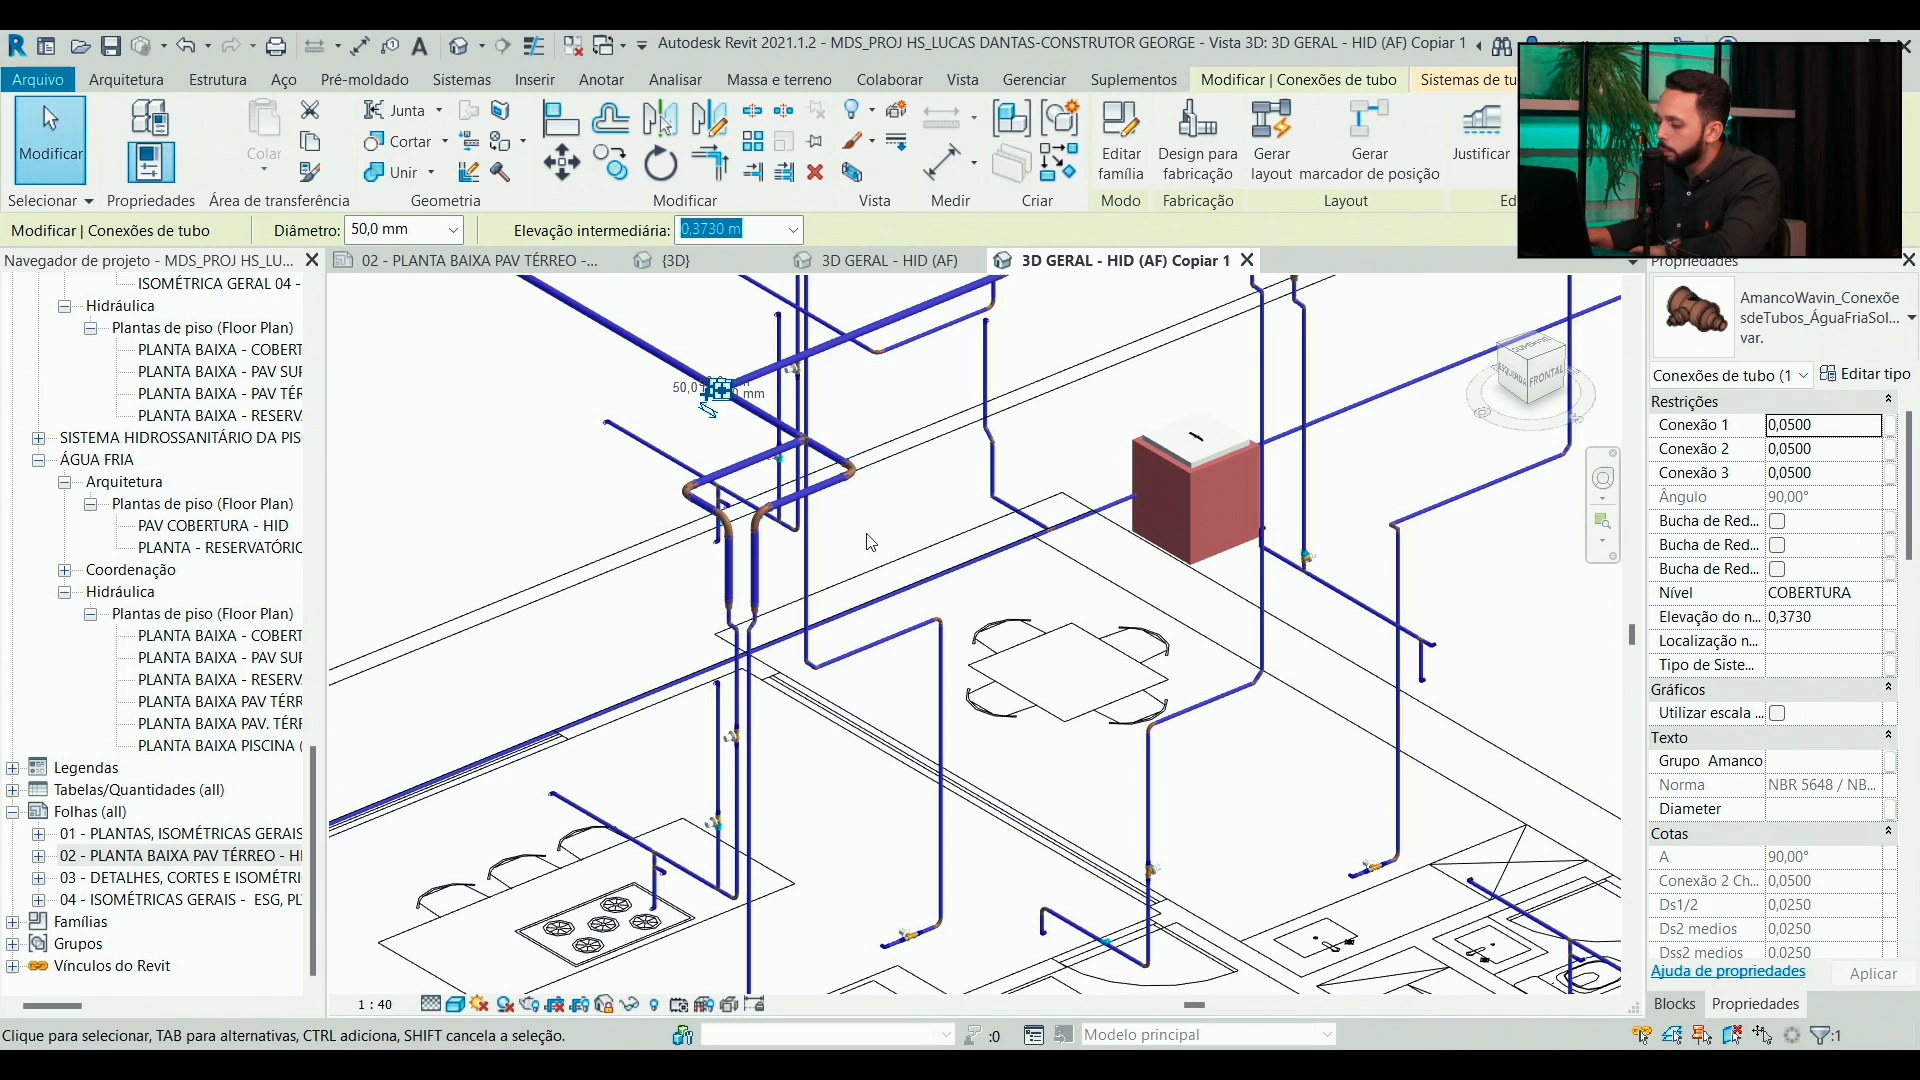 Autodesk Revit 2021.1.2 - MDS_PROJ HS_LUCAS DANTAS-CONSTRUTOR GEORGE - Vista 3D: 3D GERAL - HID (AF) Copiar 1
Arquivo Arquitetura Estrutura Aço Pré-moldado Sistemas Inserir Anotar Analisar Massa e terreno Colaborar Vista Gerenciar Suplementos Modificar | Conexões de tubo Sistemas de tu
Modificar
Colar
Junta
Cortar
Unir
Editar família
Design para fabricação
Gerar layout
Gerar marcador de posição
Justificar
Selecionar Propriedades Área de transferência Geometria Modificar Vista Medir Criar Modo Fabricação Layout Ed
Modificar | Conexões de tubo Diâmetro: 50,0 mm Elevação intermediária: 0,3730 m
Navegador de projeto - MDS_PROJ HS_LU...
02 - PLANTA BAIXA PAV TÉRREO -... {3D} 3D GERAL - HID (AF) 3D GERAL - HID (AF) Copiar 1
ISOMÉTRICA GERAL 04 -
Hidráulica
Plantas de piso (Floor Plan)
PLANTA BAIXA - COBERT
PLANTA BAIXA - PAV SUP
PLANTA BAIXA - PAV TÉR
PLANTA BAIXA - RESERV
SISTEMA HIDROSSANITÁRIO DA PIS
ÁGUA FRIA
Arquitetura
Plantas de piso (Floor Plan)
PAV COBERTURA - HID
PLANTA - RESERVATÓRIC
Coordenação
Hidráulica
Plantas de piso (Floor Plan)
PLANTA BAIXA - COBERT
PLANTA BAIXA - PAV SUP
PLANTA BAIXA - RESERV
PLANTA BAIXA PAV TÉRR
PLANTA BAIXA PAV. TÉRF
PLANTA BAIXA PISCINA (
Legendas
Tabelas/Quantidades (all)
Folhas (all)
01 - PLANTAS, ISOMÉTRICAS GERAIS
02 - PLANTA BAIXA PAV TÉRREO - HI
03 - DETALHES, CORTES E ISOMÉTRI
04 - ISOMÉTRICAS GERAIS - ESG, PL
Famílias
Grupos
Vínculos do Revit
50,0
mm
FRONTAL
Propriedades
AmancoWavin_Conexõe
sdeTubos_ÁguaFriaSol...
var.
Conexões de tubo (1 Editar tipo
Restrições
Conexão 1 0,0500
Conexão 2 0,0500
Conexão 3 0,0500
Ângulo 90,00°
Bucha de Red...
Bucha de Red...
Bucha de Red...
Nível COBERTURA
Elevação do n... 0,3730
Localização n...
Tipo de Siste...
Gráficos
Utilizar escala ...
Texto
Grupo Amanco
Norma NBR 5648 / NB...
Diameter
Cotas
A 90,00°
Conexão 2 Ch... 0,0500
Ds1/2 0,0250
Ds2 medios 0,0250
Dss2 medios 0,0250
Ajuda de propriedades Aplicar
Blocks Propriedades
1 : 40
Clique para selecionar, TAB para alternativas, CTRL adiciona, SHIFT cancela a seleção. :0 Modelo principal :1